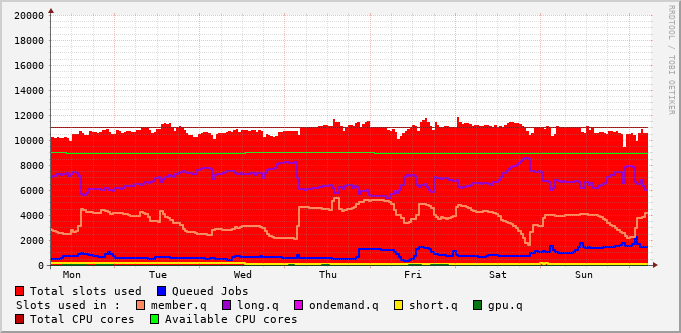 20000
18000
16000
14000
12000
10000
8000
6000
4000
2000
0
Mon Tue Wed Thu Fri Sat Sun
Total slots used Queued Jobs
Slots used in : member.q long.q ondemand.q short.q gpu.q
Total CPU cores Available CPU cores
RRDTOOL / TOBI OETIKER